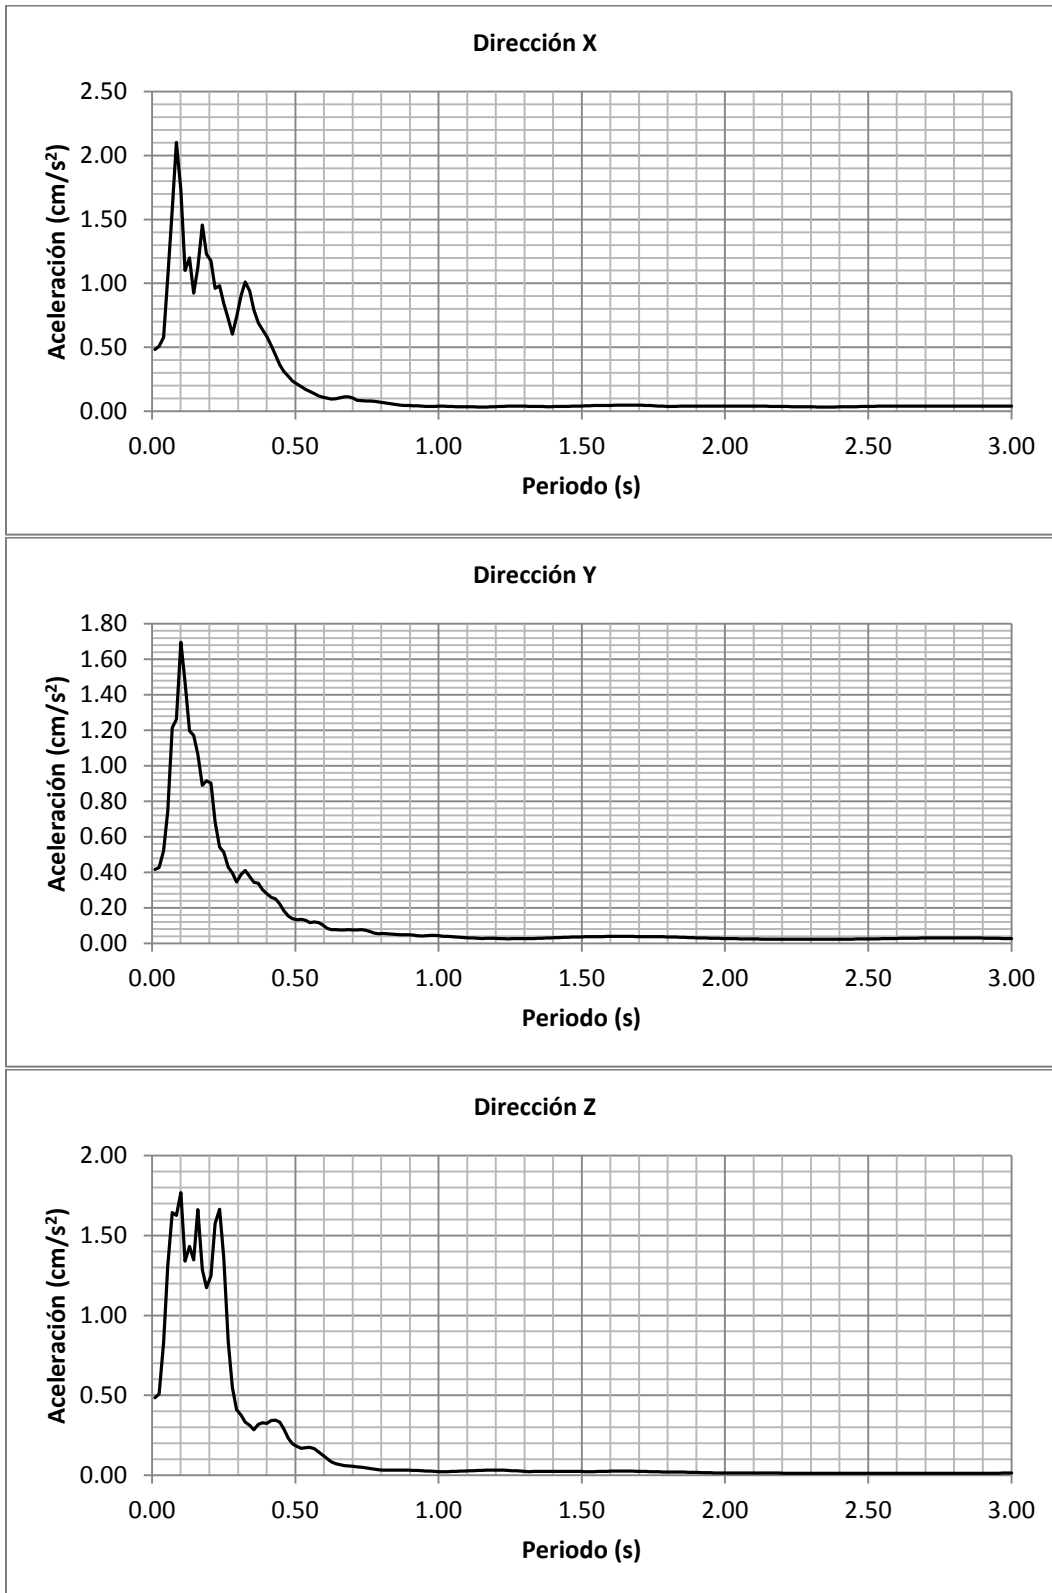 Dirección X
Aceleración (cm/s²)
2.50
2.00
1.50
1.00
0.50
0.00
0.00 0.50 1.00 1.50 2.00 2.50 3.00
Periodo (s)
Dirección Y
Aceleración (cm/s²)
1.80
1.60
1.40
1.20
1.00
0.80
0.60
0.40
0.20
0.00
0.00 0.50 1.00 1.50 2.00 2.50 3.00
Periodo (s)
Dirección Z
Aceleración (cm/s²)
2.00
1.50
1.00
0.50
0.00
0.00 0.50 1.00 1.50 2.00 2.50 3.00
Periodo (s)